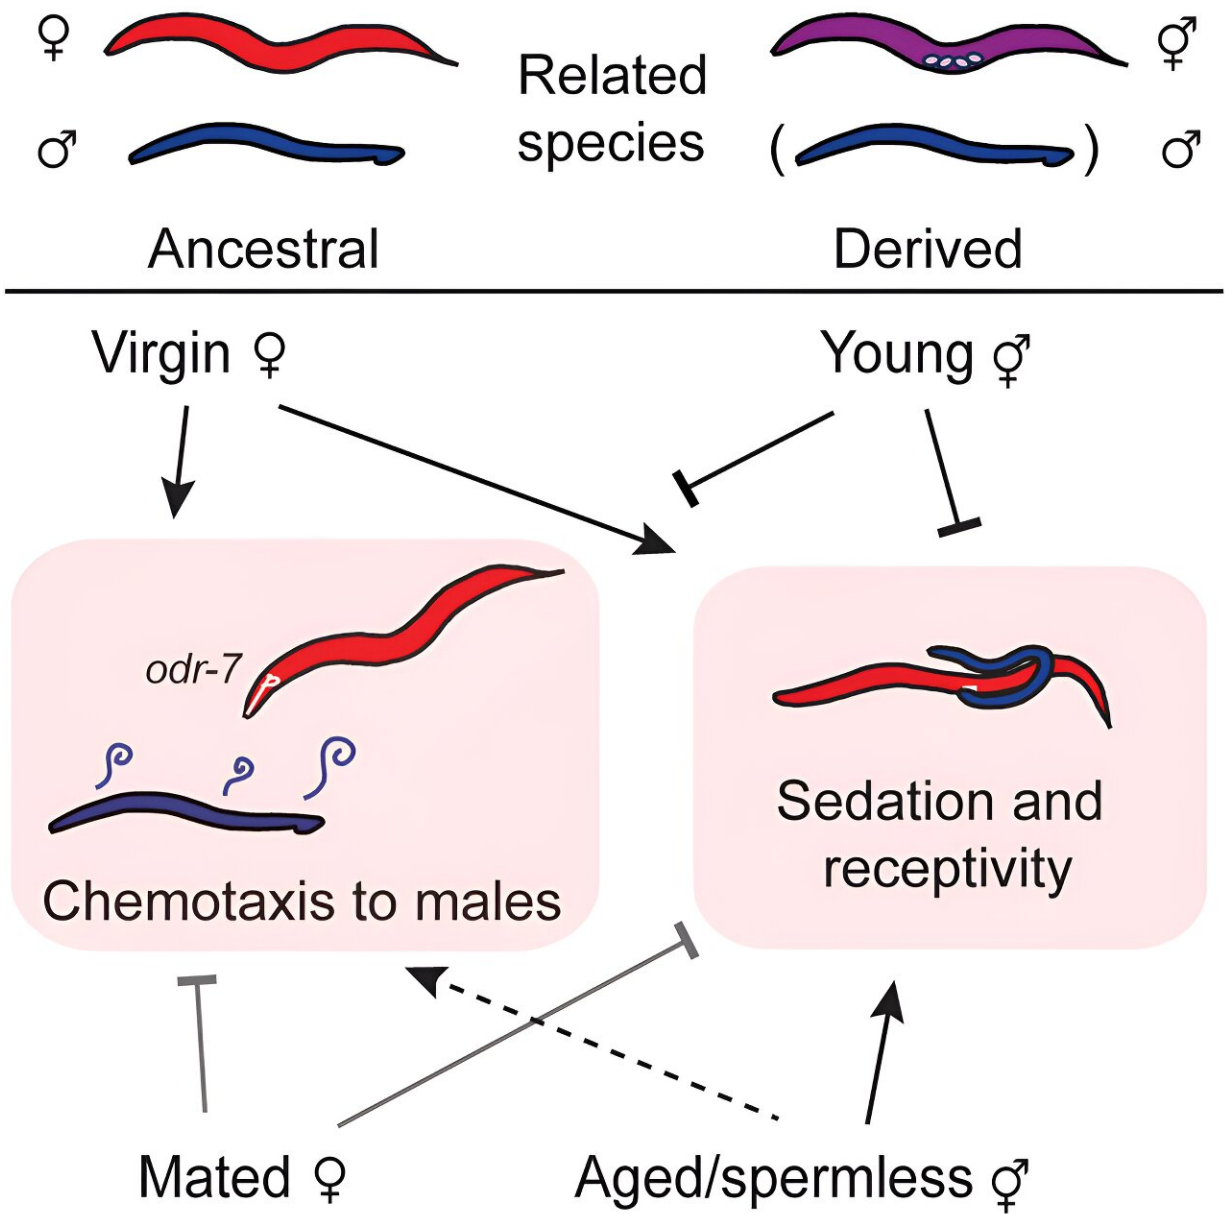 ♀
Related
species
⚥
♂
( )
♂
Ancestral
Derived
Virgin ♀
Young ⚥
odr-7
Sedation and
receptivity
Chemotaxis to males
Mated ♀
Aged/spermless ⚥